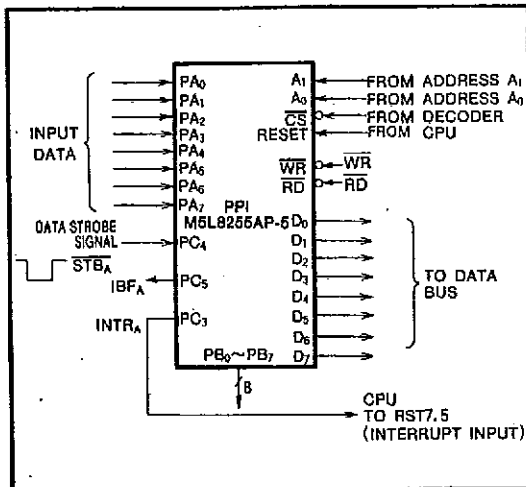 PA0
PA1
PA2
PA3
PA4
PA5
PA6
PA7
INPUT
DATA
DATA STROBE
SIGNAL
PC4
STBA
IBFA
PC5
INTRA
PC3
PPI
M5L8255AP-5
PB0~PB7
8
A1
FROM ADDRESS A1
A0
FROM ADDRESS A0
CS
FROM DECODER
RESET
FROM CPU
WR
WR
RD
RD
D0
D1
D2
D3
D4
D5
D6
D7
TO DATA
BUS
CPU
TO RST7.5
(INTERRUPT INPUT)